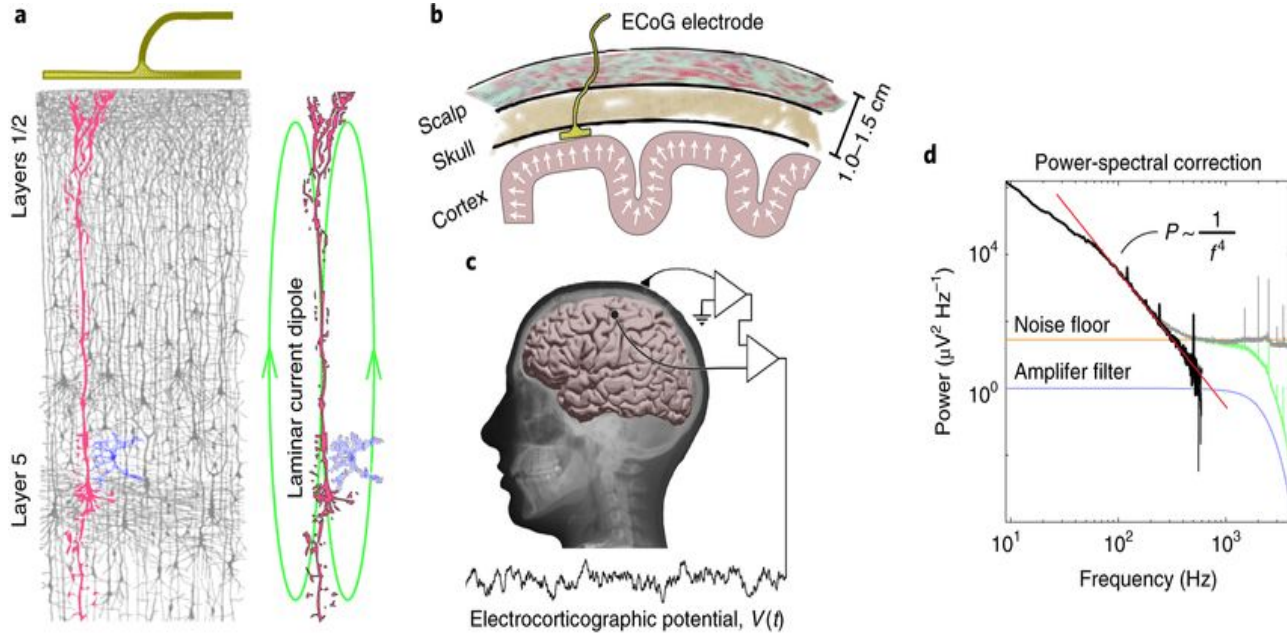 a
Layers 1/2
Layer 5
Laminar current dipole
b
ECoG electrode
Scalp
Skull
Cortex
1.0–1.5 cm
c
Electrocorticographic potential, V(t)
d
Power-spectral correction
P ~ 1/f⁴
Power (µV² Hz⁻¹)
10⁴
Noise floor
Amplifer filter
10⁰
10¹ 10² 10³
Frequency (Hz)